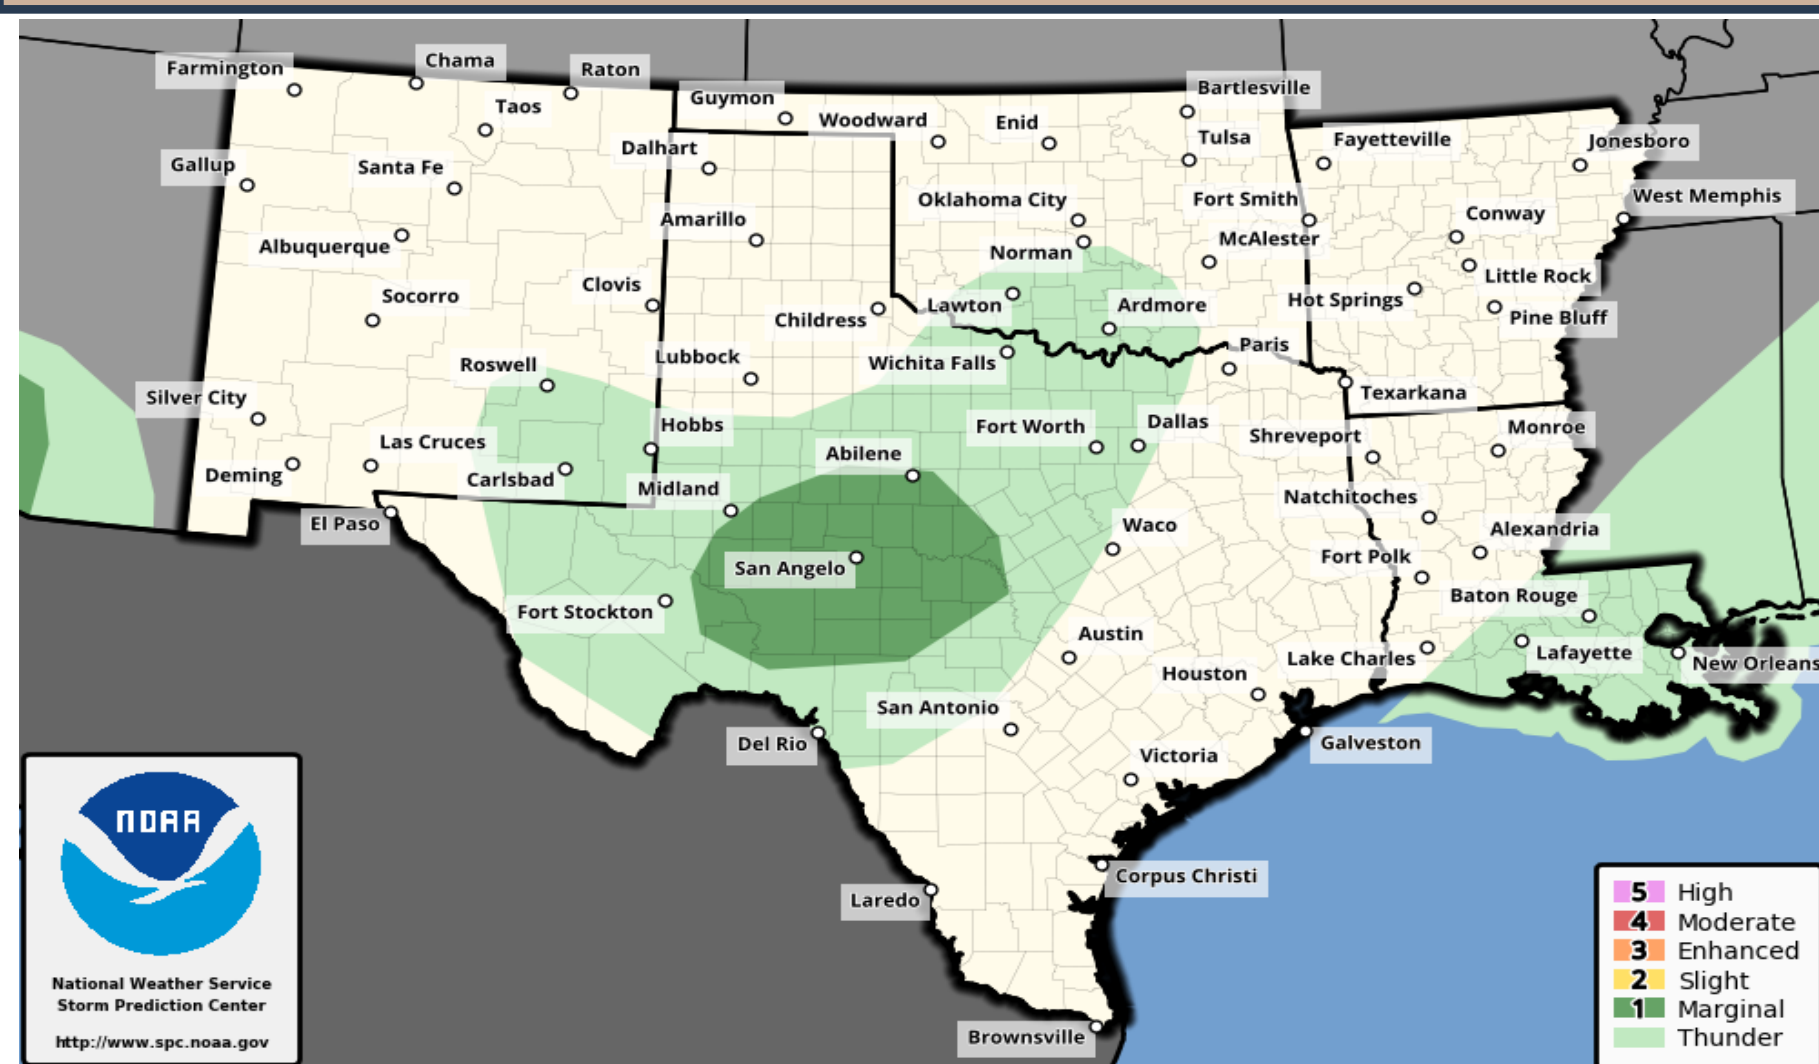 Farmington
Chama
Raton
Taos
Guymon
Woodward
Enid
Bartlesville
Tulsa
Fayetteville
Jonesboro
Gallup
Santa Fe
Dalhart
Oklahoma City
Fort Smith
Conway
West Memphis
Albuquerque
Amarillo
Norman
McAlester
Little Rock
Socorro
Clovis
Childress
Lawton
Ardmore
Hot Springs
Pine Bluff
Roswell
Lubbock
Wichita Falls
Paris
Texarkana
Silver City
Las Cruces
Hobbs
Abilene
Fort Worth
Dallas
Shreveport
Monroe
Deming
Carlsbad
Midland
Natchitoches
El Paso
San Angelo
Waco
Fort Polk
Alexandria
Fort Stockton
Austin
Baton Rouge
Houston
Lake Charles
Lafayette
New Orleans
San Antonio
Del Rio
Victoria
Galveston
Laredo
Corpus Christi
Brownsville
NOAA
National Weather Service
Storm Prediction Center
http://www.spc.noaa.gov
5 High
4 Moderate
3 Enhanced
2 Slight
1 Marginal
Thunder